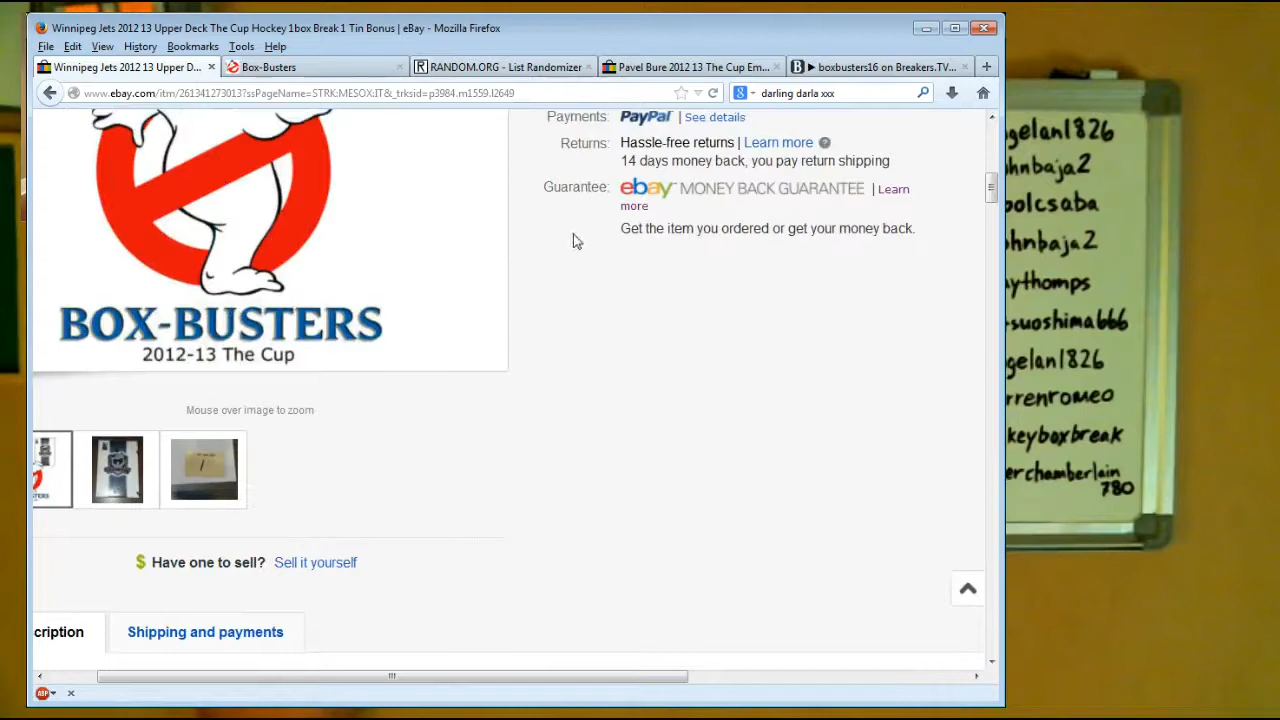 Winnipeg Jets 2012 13 Upper Deck The Cup Hockey 1box Break 1 Tin Bonus | eBay - Mozilla Firefox
File Edit View History Bookmarks Tools Help
Winnipeg Jets 2012 13 Upper D... × Box-Busters × RANDOM.ORG - List Randomizer × Pavel Bure 2012 13 The Cup Em... × B ▶ boxbusters16 on Breakers.TV... × +
www.ebay.com/itm/261341273013?ssPageName=STRK:MESOX:IT&_trksid=p3984.m1559.l2649
darling darla xxx
Payments: PayPal | See details
Returns: Hassle-free returns | Learn more
14 days money back, you pay return shipping
Guarantee: ebay MONEY BACK GUARANTEE | Learn
more
Get the item you ordered or get your money back.
BOX-BUSTERS
2012-13 The Cup
Mouse over image to zoom
1
$ Have one to sell? Sell it yourself
cription Shipping and payments
ABP
gelan1826
hnbaja2
bolcsaba
hnbaja2
aythomps
suoshima666
gelan1826
rrenromeo
keyboxbreak
erchamberlain
780